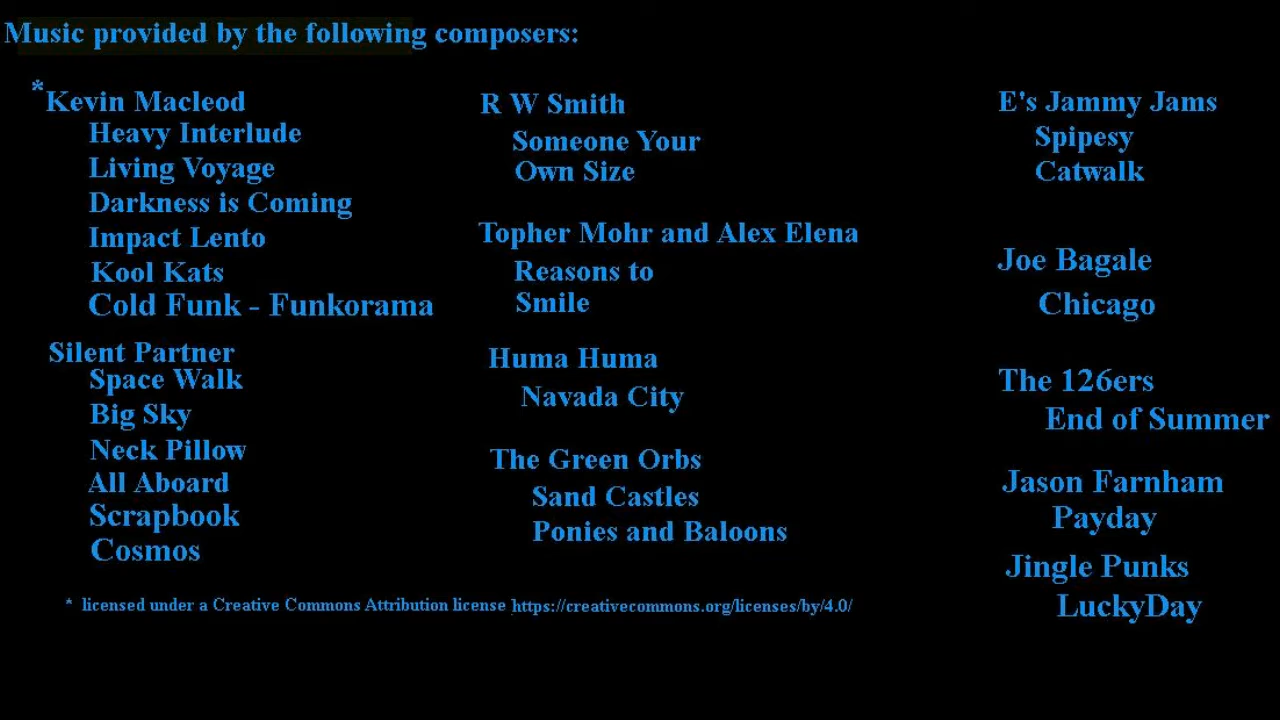 Music provided by the following composers:
*Kevin Macleod
Heavy Interlude
Living Voyage
Darkness is Coming
Impact Lento
Kool Kats
Cold Funk - Funkorama
Silent Partner
Space Walk
Big Sky
Neck Pillow
All Aboard
Scrapbook
Cosmos
R W Smith
Someone Your
Own Size
Topher Mohr and Alex Elena
Reasons to
Smile
Huma Huma
Navada City
The Green Orbs
Sand Castles
Ponies and Baloons
E's Jammy Jams
Spipesy
Catwalk
Joe Bagale
Chicago
The 126ers
End of Summer
Jason Farnham
Payday
Jingle Punks
LuckyDay
* licensed under a Creative Commons Attribution license https://creativecommons.org/licenses/by/4.0/